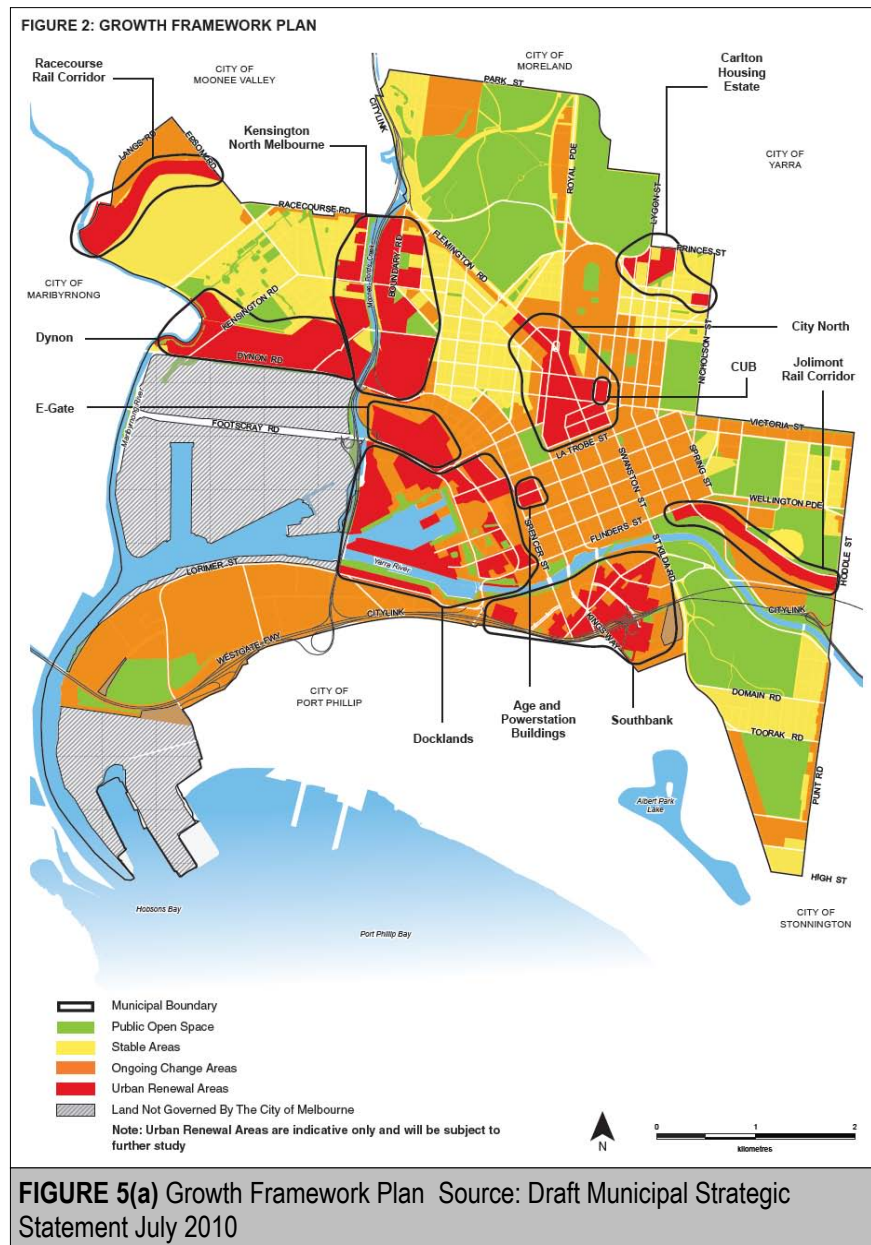 FIGURE 2: GROWTH FRAMEWORK PLAN
Racecourse
Rail Corridor
CITY OF
MOONEE VALLEY
CITY OF
MORELAND
Carlton
Housing
Estate
Kensington
North Melbourne
CITY OF
YARRA
PARK ST
CITYLINK
LANGS RD
EPSOM RD
ROYAL PDE
LYGON ST
RACECOURSE RD
PRINCES ST
FLEMINGTON RD
BOUNDARY RD
Moonee Ponds Creek
CITY OF
MARIBYRNONG
KENSINGTON RD
NICHOLSON ST
City North
Dynon
DYNON RD
CUB
Jolimont
Rail Corridor
E-Gate
Maribyrnong River
FOOTSCRAY RD
VICTORIA ST
LA TROBE ST
SWANSTON ST
SPRING ST
WELLINGTON PDE
SPENCER ST
FLINDERS ST
ST KILDA RD
HODDLE ST
Yarra River
LORIMER ST
CITYLINK
CITYLINK
WESTGATE FWY
KINGS WAY
CITY OF
PORT PHILLIP
DOMAIN RD
TOORAK RD
PUNT RD
Docklands
Age and
Powerstation
Buildings
Southbank
Albert Park
Lake
HIGH ST
Hobsons Bay
Port Phillip Bay
CITY OF
STONNINGTON
Municipal Boundary
Public Open Space
Stable Areas
Ongoing Change Areas
Urban Renewal Areas
Land Not Governed By The City of Melbourne
Note: Urban Renewal Areas are indicative only and will be subject to
further study
N
0 1 2
kilometres
FIGURE 5(a) Growth Framework Plan Source: Draft Municipal Strategic
Statement July 2010